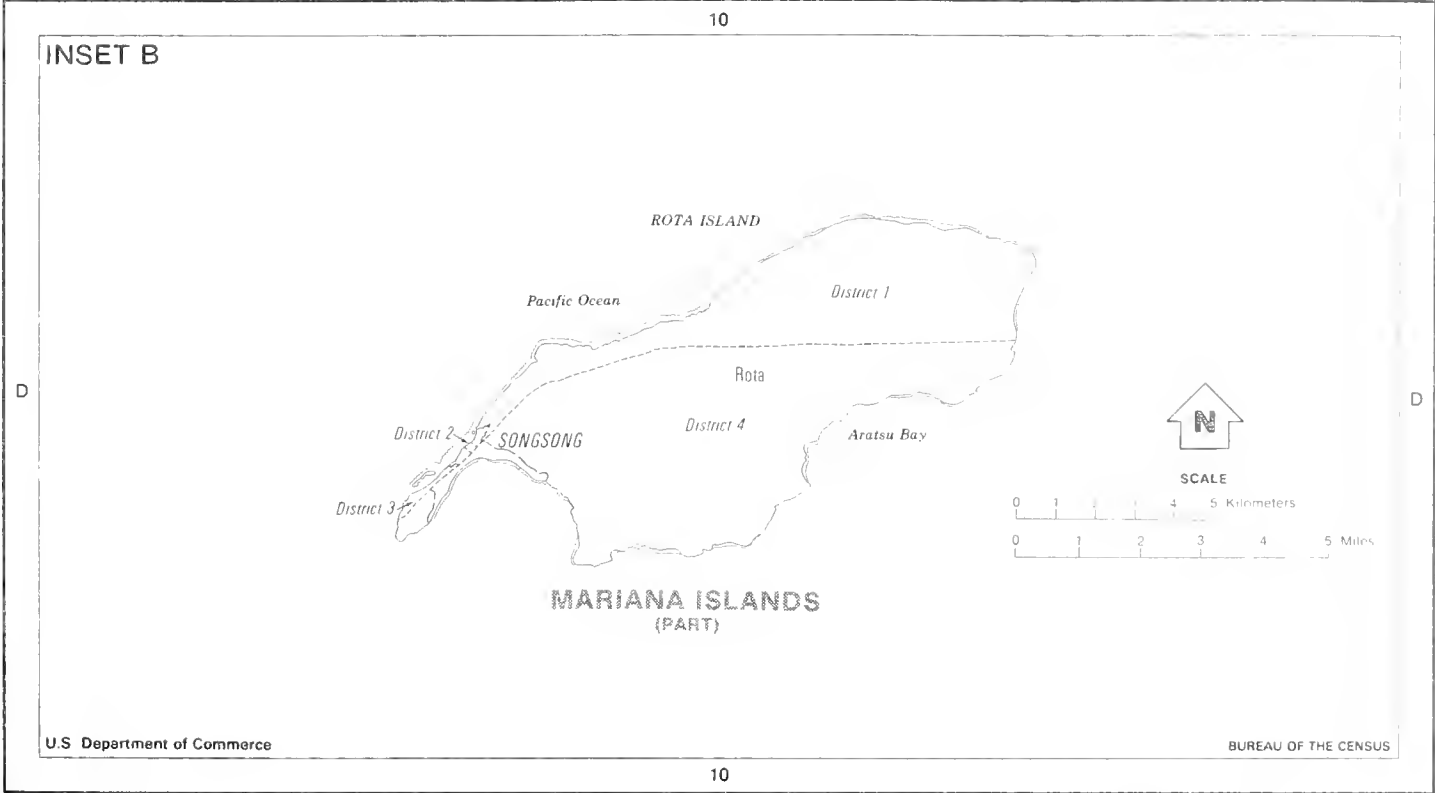 10
INSET B
ROTA ISLAND
Pacific Ocean
District 1
Rota
D
D
District 2
SONGSONG
District 4
Aratsu Bay
N
District 3
SCALE
0 1 4 5 Kilometers
0 1 2 3 4 5 Miles
MARIANA ISLANDS
(PART)
U.S Department of Commerce
BUREAU OF THE CENSUS
10